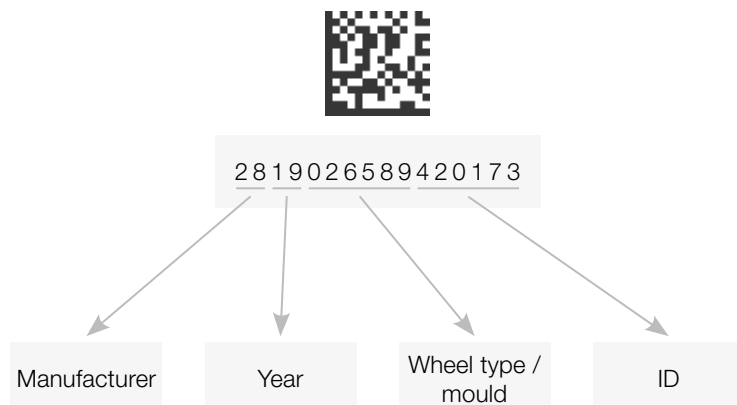 2819026589420173
Manufacturer
Year
Wheel type /
mould
ID